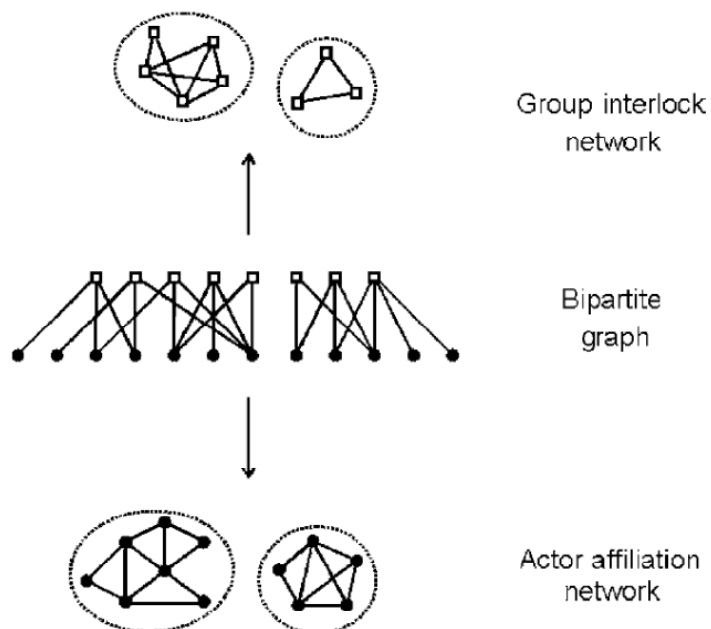 Group interlock
network
Bipartite
graph
Actor affiliation
network